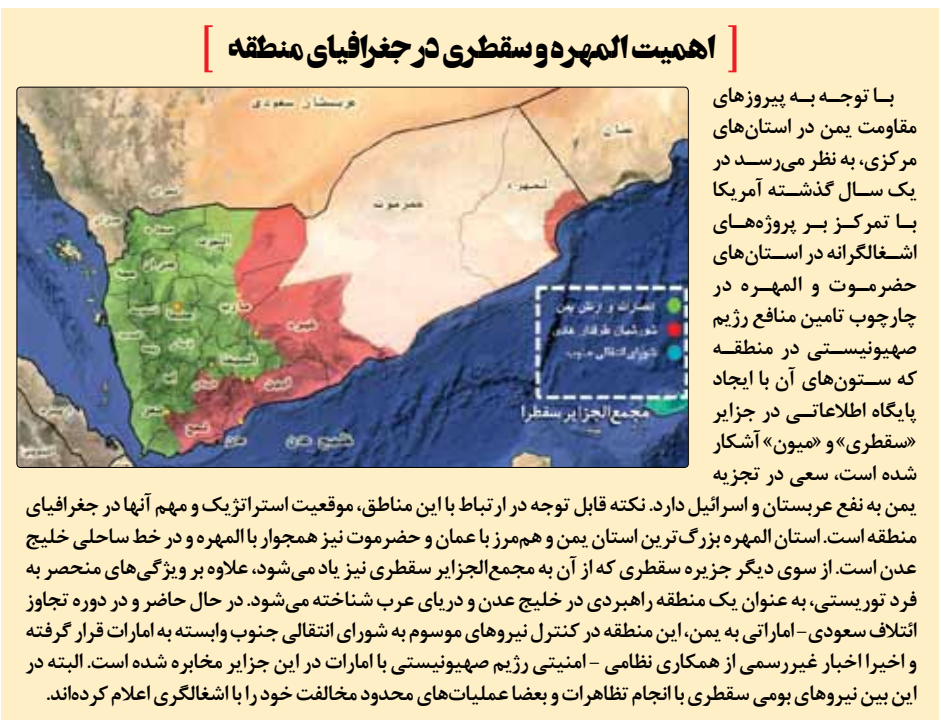 [ اهمیت المهره و سقطری در جغرافیای منطقه ]
با توجه به پیروزهای
مقاومت یمن در استان‌های
مرکزی، به نظر می‌رسد در
یک سال گذشته آمریکا
با تمرکز بر پروژه‌های
اشغالگرانه در استان‌های
حضرموت و المهره در
چارچوب تامین منافع رژیم
صهیونیستی در منطقه
که ستون‌های آن با ایجاد
پایگاه اطلاعاتی در جزایر
«سقطری» و «میون» آشکار
شده است، سعی در تجزیه
یمن به نفع عربستان و اسرائیل دارد. نکته قابل توجه در ارتباط با این مناطق، موقعیت استراتژیک و مهم آنها در جغرافیای
منطقه است. استان المهره بزرگ‌ترین استان یمن و هم‌مرز با عمان و حضرموت نیز همجوار با المهره و در خط ساحلی خلیج
عدن است. از سوی دیگر جزیره سقطری که از آن به مجمع‌الجزایر سقطری نیز یاد می‌شود، علاوه بر ویژگی‌های منحصر به
فرد توریستی، به عنوان یک منطقه راهبردی در خلیج عدن و دریای عرب شناخته می‌شود. در حال حاضر و در دوره تجاوز
ائتلاف سعودی-اماراتی به یمن، این منطقه در کنترل نیروهای موسوم به شورای انتقالی جنوب وابسته به امارات قرار گرفته
و اخیرا اخبار غیررسمی از همکاری نظامی - امنیتی رژیم صهیونیستی با امارات در این جزایر مخابره شده است. البته در
این بین نیروهای بومی سقطری با انجام تظاهرات و بعضا عملیات‌های محدود مخالفت خود را با اشغالگری اعلام کرده‌اند.
عربستان سعودی
عمان
المهره
حضرموت
مارب
شبوه
ابین
تعز
لحج
عدن
خلیج عدن
شورای انتقالی جنوب
مجمع‌الجزایر سقطرا